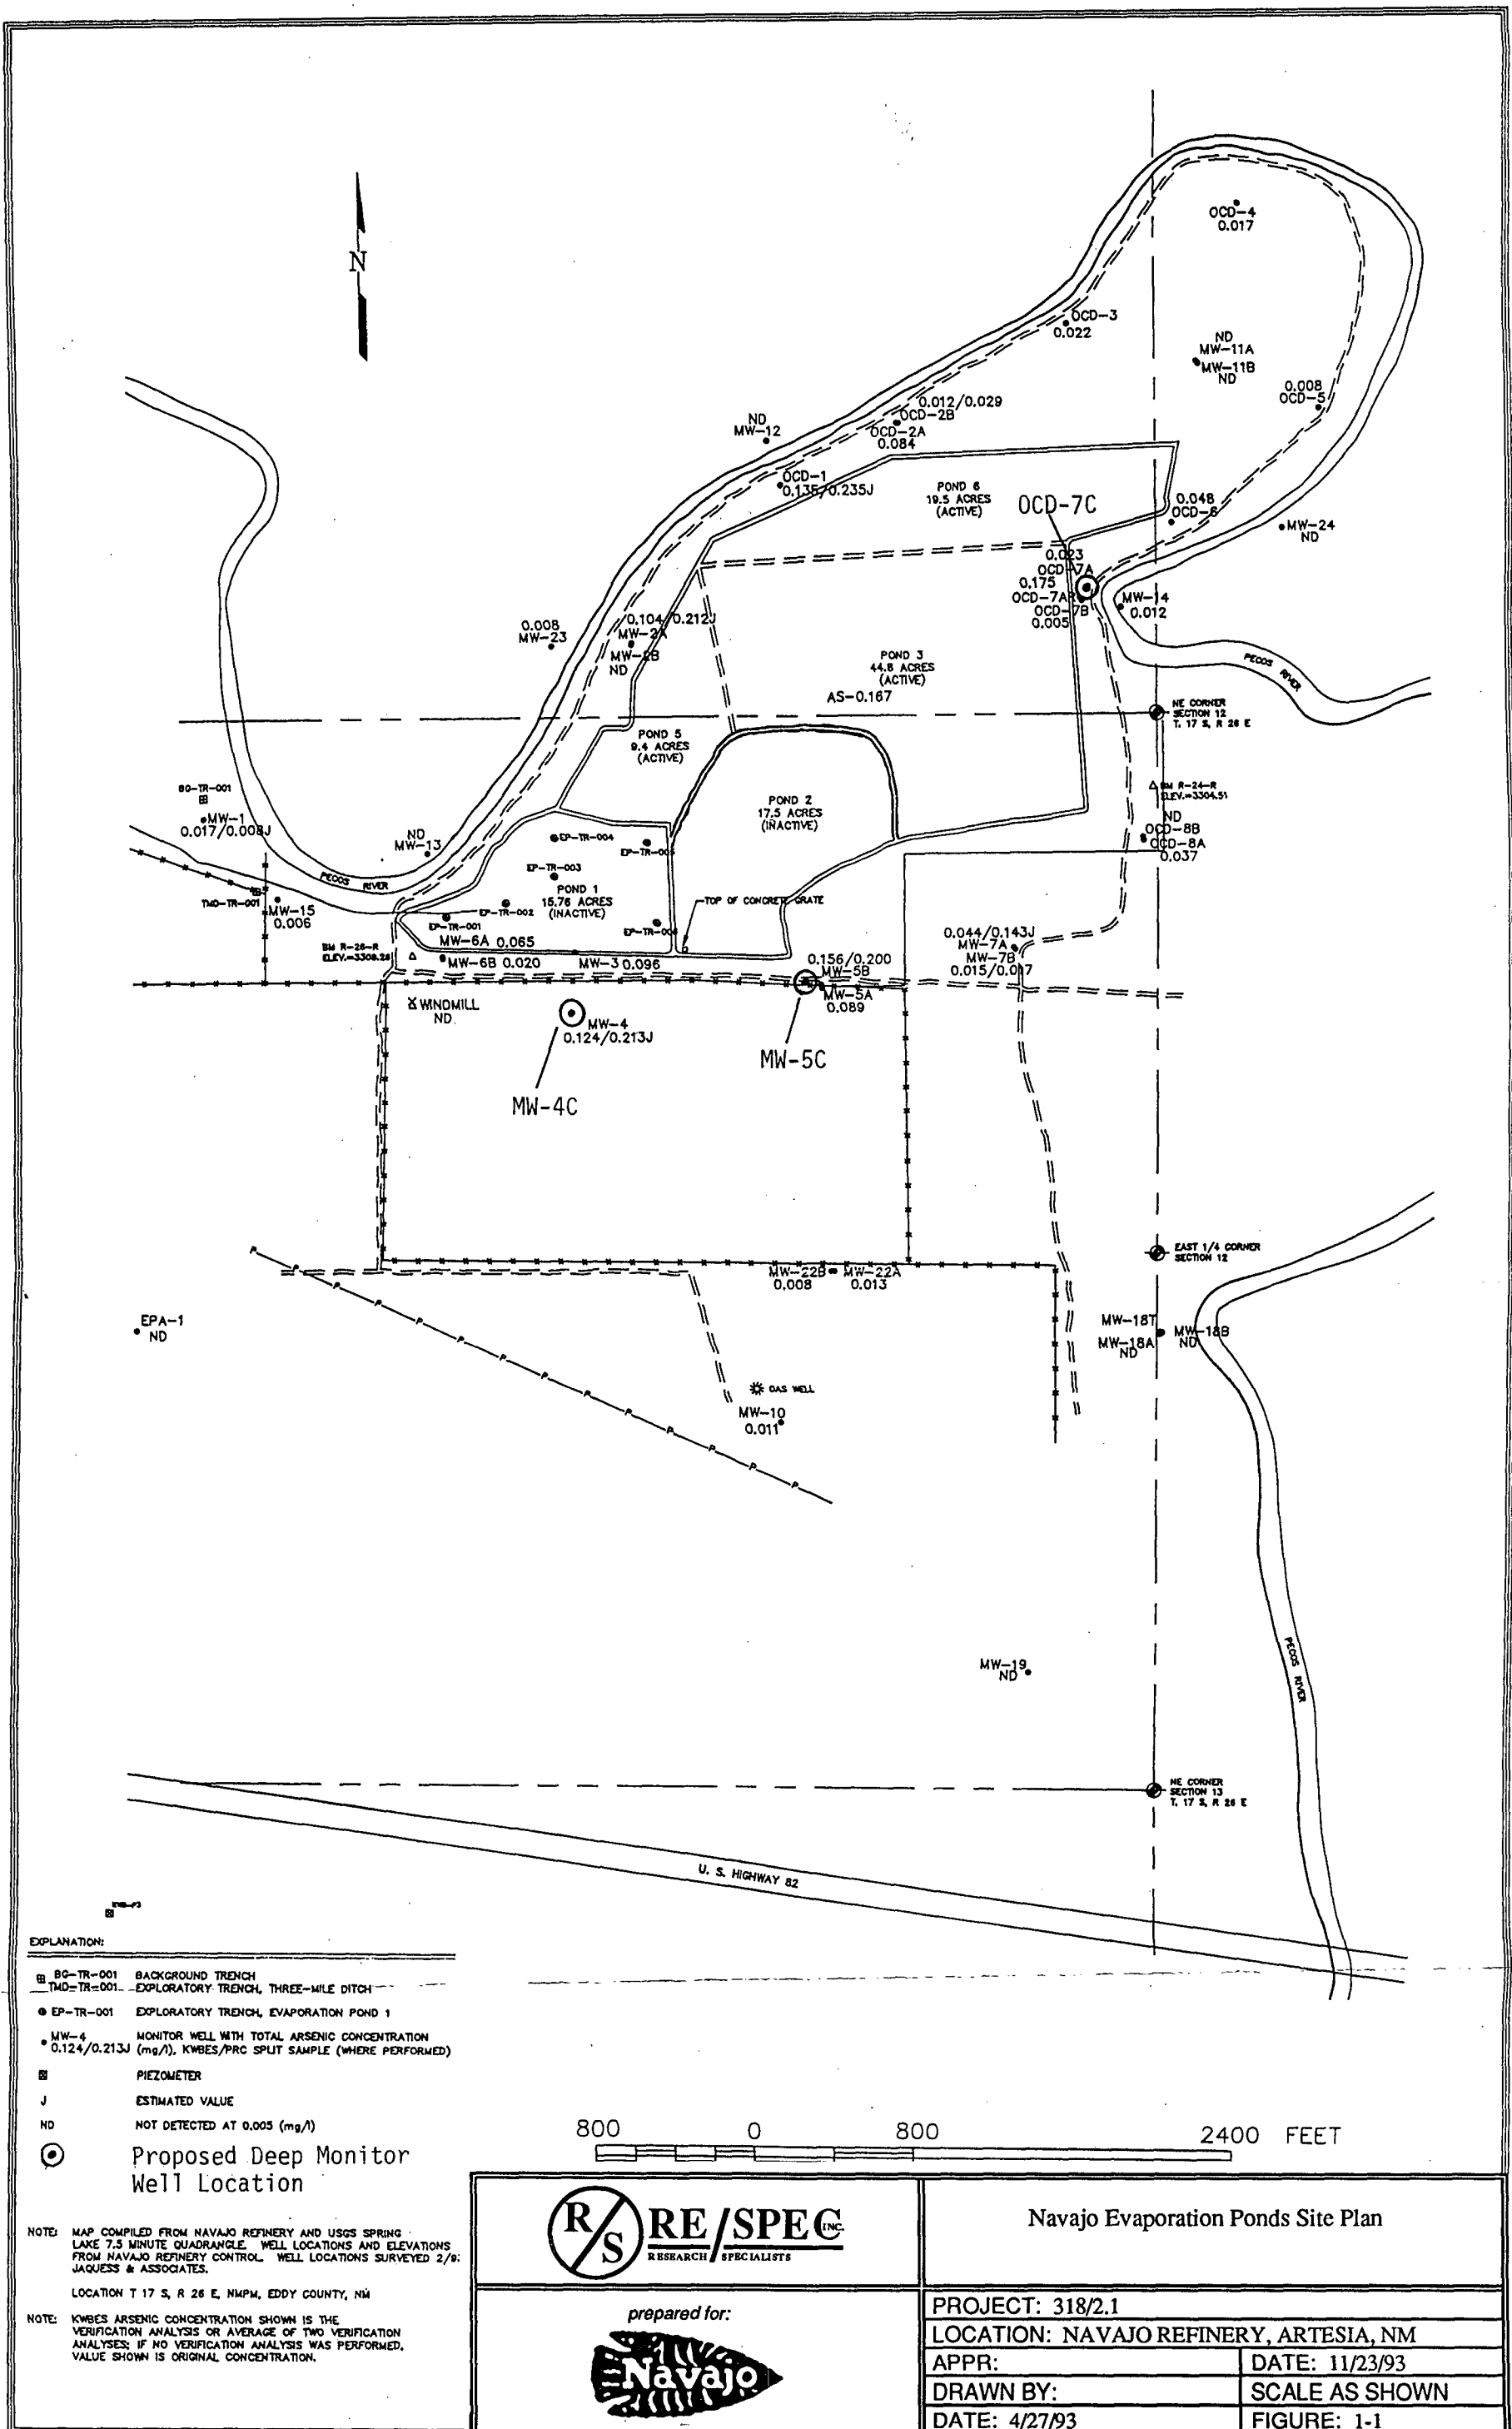 N
OCD-4
0.017
OCD-3
0.022
ND
MW-11A
MW-11B
ND
0.008
OCD-5
0.012/0.029
OCD-2B
OCD-2A
0.084
ND
MW-12
OCD-1
0.135/0.235J
POND 6
19.5 ACRES
(ACTIVE)
OCD-7C
0.048
OCD-6
MW-24
ND
0.023
OCD-7A
0.175
OCD-7AR
OCD-7B
0.005
MW-14
0.012
0.104/0.212J
MW-2A
MW-2B
ND
0.008
MW-23
POND 3
44.8 ACRES
(ACTIVE)
AS-0.167
PECOS RIVER
NE CORNER
SECTION 12
T. 17 S, R 26 E
POND 5
9.4 ACRES
(ACTIVE)
BG-TR-001
MW-1
0.017/0.008J
POND 2
17.5 ACRES
(INACTIVE)
BM R-24-R
ELEV.=3304.51
ND
OCD-8B
OCD-8A
0.037
ND
MW-13
EP-TR-004
EP-TR-003
POND 1
15.76 ACRES
(INACTIVE)
PECOS RIVER
TMD-TR-001
MW-15
0.006
EP-TR-002
EP-TR-001
TOP OF CONCRETE GRATE
MW-6A 0.065
BM R-26-R
MW-6B 0.020
MW-3 0.096
0.156/0.200
MW-5B
MW-5A
0.089
0.044/0.143J
MW-7A
MW-7B
0.015/0.017
WINDMILL
ND
MW-4
0.124/0.213J
MW-5C
MW-4C
EAST 1/4 CORNER
SECTION 12
MW-22B MW-22A
0.008 0.013
EPA-1
ND
MW-18T
MW-18A
ND
MW-18B
ND
GAS WELL
MW-10
0.011
P P P P P P P P P P P P P P
MW-19
ND
PECOS RIVER
NE CORNER
SECTION 13
T. 17 S, R 26 E
U. S. HIGHWAY 82
EXPLANATION:
BG-TR-001 BACKGROUND TRENCH
TMD-TR-001 EXPLORATORY TRENCH, THREE-MILE DITCH
EP-TR-001 EXPLORATORY TRENCH, EVAPORATION POND 1
MW-4 MONITOR WELL WITH TOTAL ARSENIC CONCENTRATION
0.124/0.213J (mg/l), KWBES/PRC SPLIT SAMPLE (WHERE PERFORMED)
PIEZOMETER
J ESTIMATED VALUE
ND NOT DETECTED AT 0.005 (mg/l)
Proposed Deep Monitor
Well Location
800 0 800 2400 FEET
NOTE: MAP COMPILED FROM NAVAJO REFINERY AND USGS SPRING
LAKE 7.5 MINUTE QUADRANGLE. WELL LOCATIONS AND ELEVATIONS
FROM NAVAJO REFINERY CONTROL. WELL LOCATIONS SURVEYED
JAQUESS & ASSOCIATES.
LOCATION T 17 S, R 26 E, NMPM, EDDY COUNTY, NM
NOTE: KWBES ARSENIC CONCENTRATION SHOWN IS THE
VERIFICATION ANALYSIS OR AVERAGE OF TWO VERIFICATION
ANALYSES; IF NO VERIFICATION ANALYSIS WAS PERFORMED,
VALUE SHOWN IS ORIGINAL CONCENTRATION.
R/S RE/SPEC INC.
RESEARCH SPECIALISTS
Navajo Evaporation Ponds Site Plan
prepared for:
Navajo
PROJECT: 318/2.1
LOCATION: NAVAJO REFINERY, ARTESIA, NM
APPR: DATE: 11/23/93
DRAWN BY: SCALE AS SHOWN
DATE: 4/27/93 FIGURE: 1-1